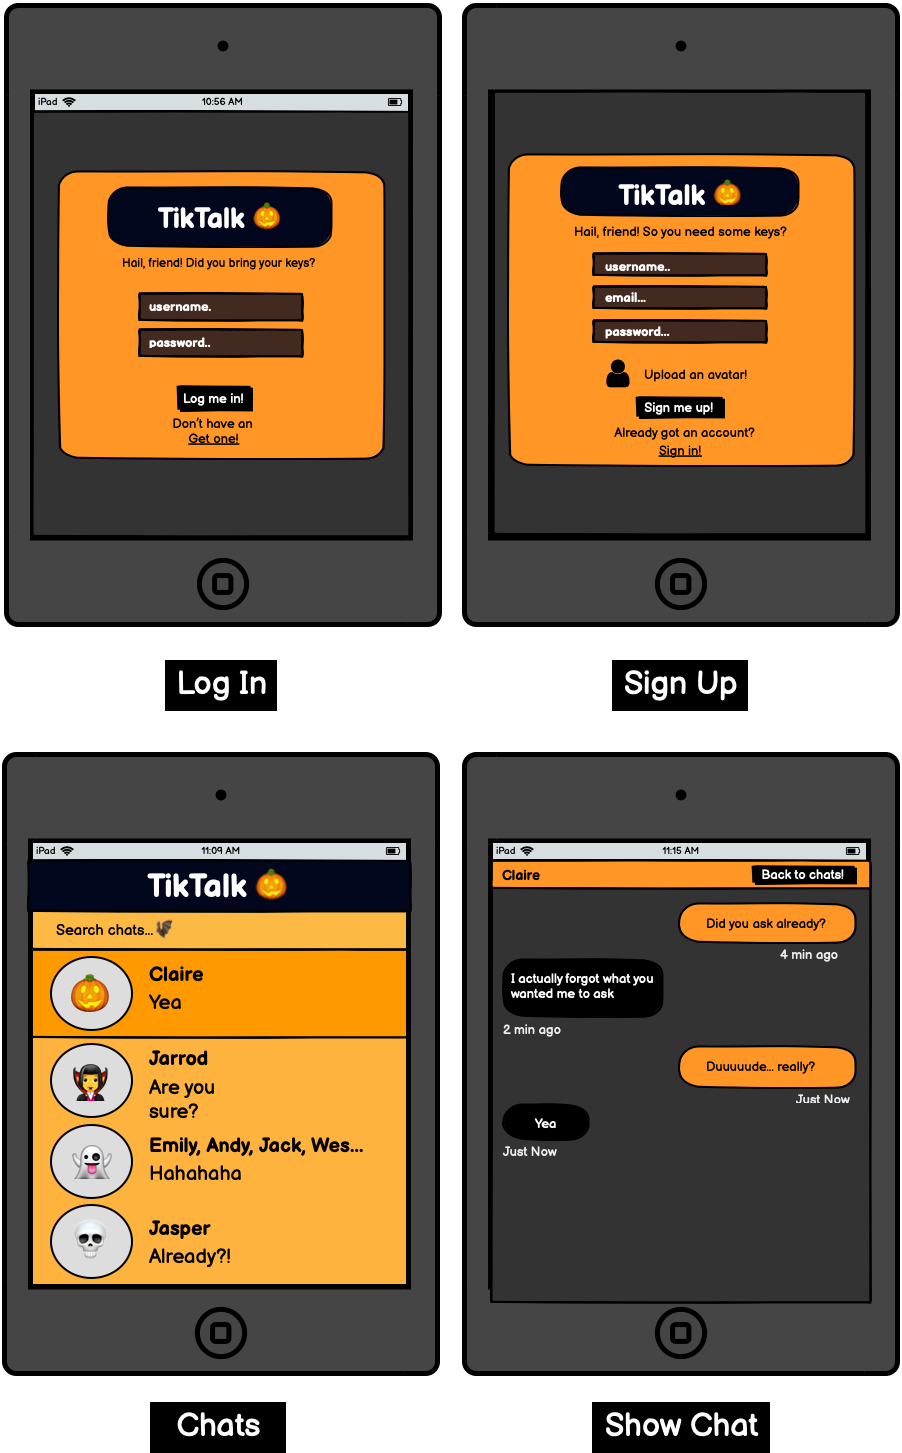 iPad 10:56 AM
TikTalk
Hail, friend! Did you bring your keys?
username.
password..
Log me in!
Don't have an
Get one!
Log In
TikTalk
Hail, friend! So you need some keys?
username..
email...
password...
Upload an avatar!
Sign me up!
Already got an account?
Sign in!
Sign Up
iPad 11:09 AM
TikTalk
Search chats...
Claire
Yea
Jarrod
Are you
sure?
Emily, Andy, Jack, Wes...
Hahahaha
Jasper
Already?!
Chats
iPad 11:15 AM
Claire Back to chats!
Did you ask already?
4 min ago
I actually forgot what you
wanted me to ask
2 min ago
Duuuuude... really?
Just Now
Yea
Just Now
Show Chat